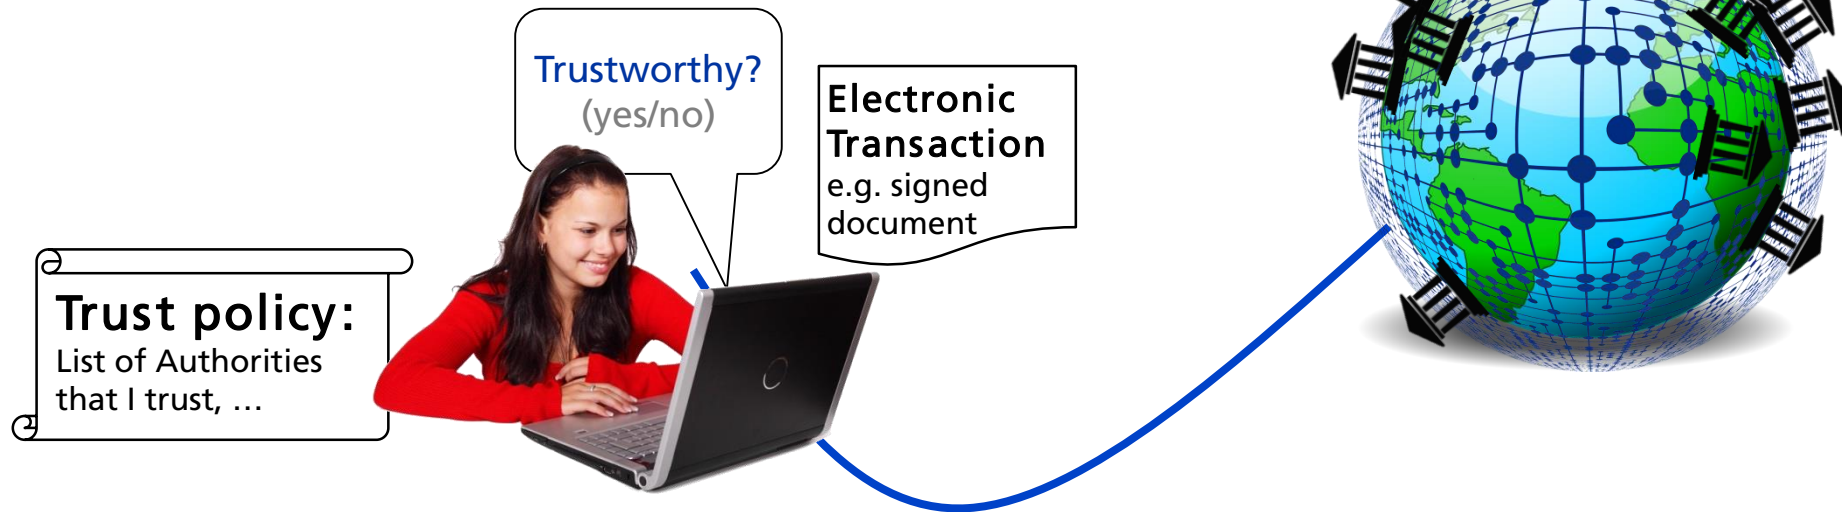 Trustworthy?
(yes/no)
Electronic
Transaction
e.g. signed
document
Trust policy:
List of Authorities
that I trust, …